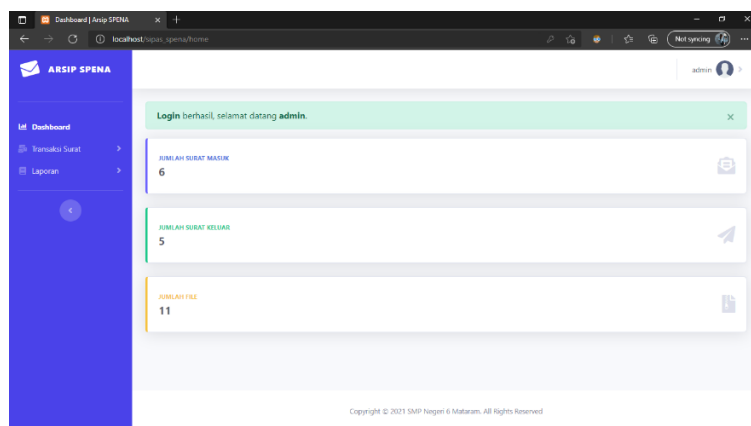 Dashboard | Arsip SPENA
localhost/sipas_spena/home
Not syncing
ARSIP SPENA
admin
Login berhasil, selamat datang admin.
Dashboard
Transaksi Surat
Laporan
JUMLAH SURAT MASUK
6
JUMLAH SURAT KELUAR
5
JUMLAH FILE
11
Copyright © 2021 SMP Negeri 6 Mataram. All Rights Reserved